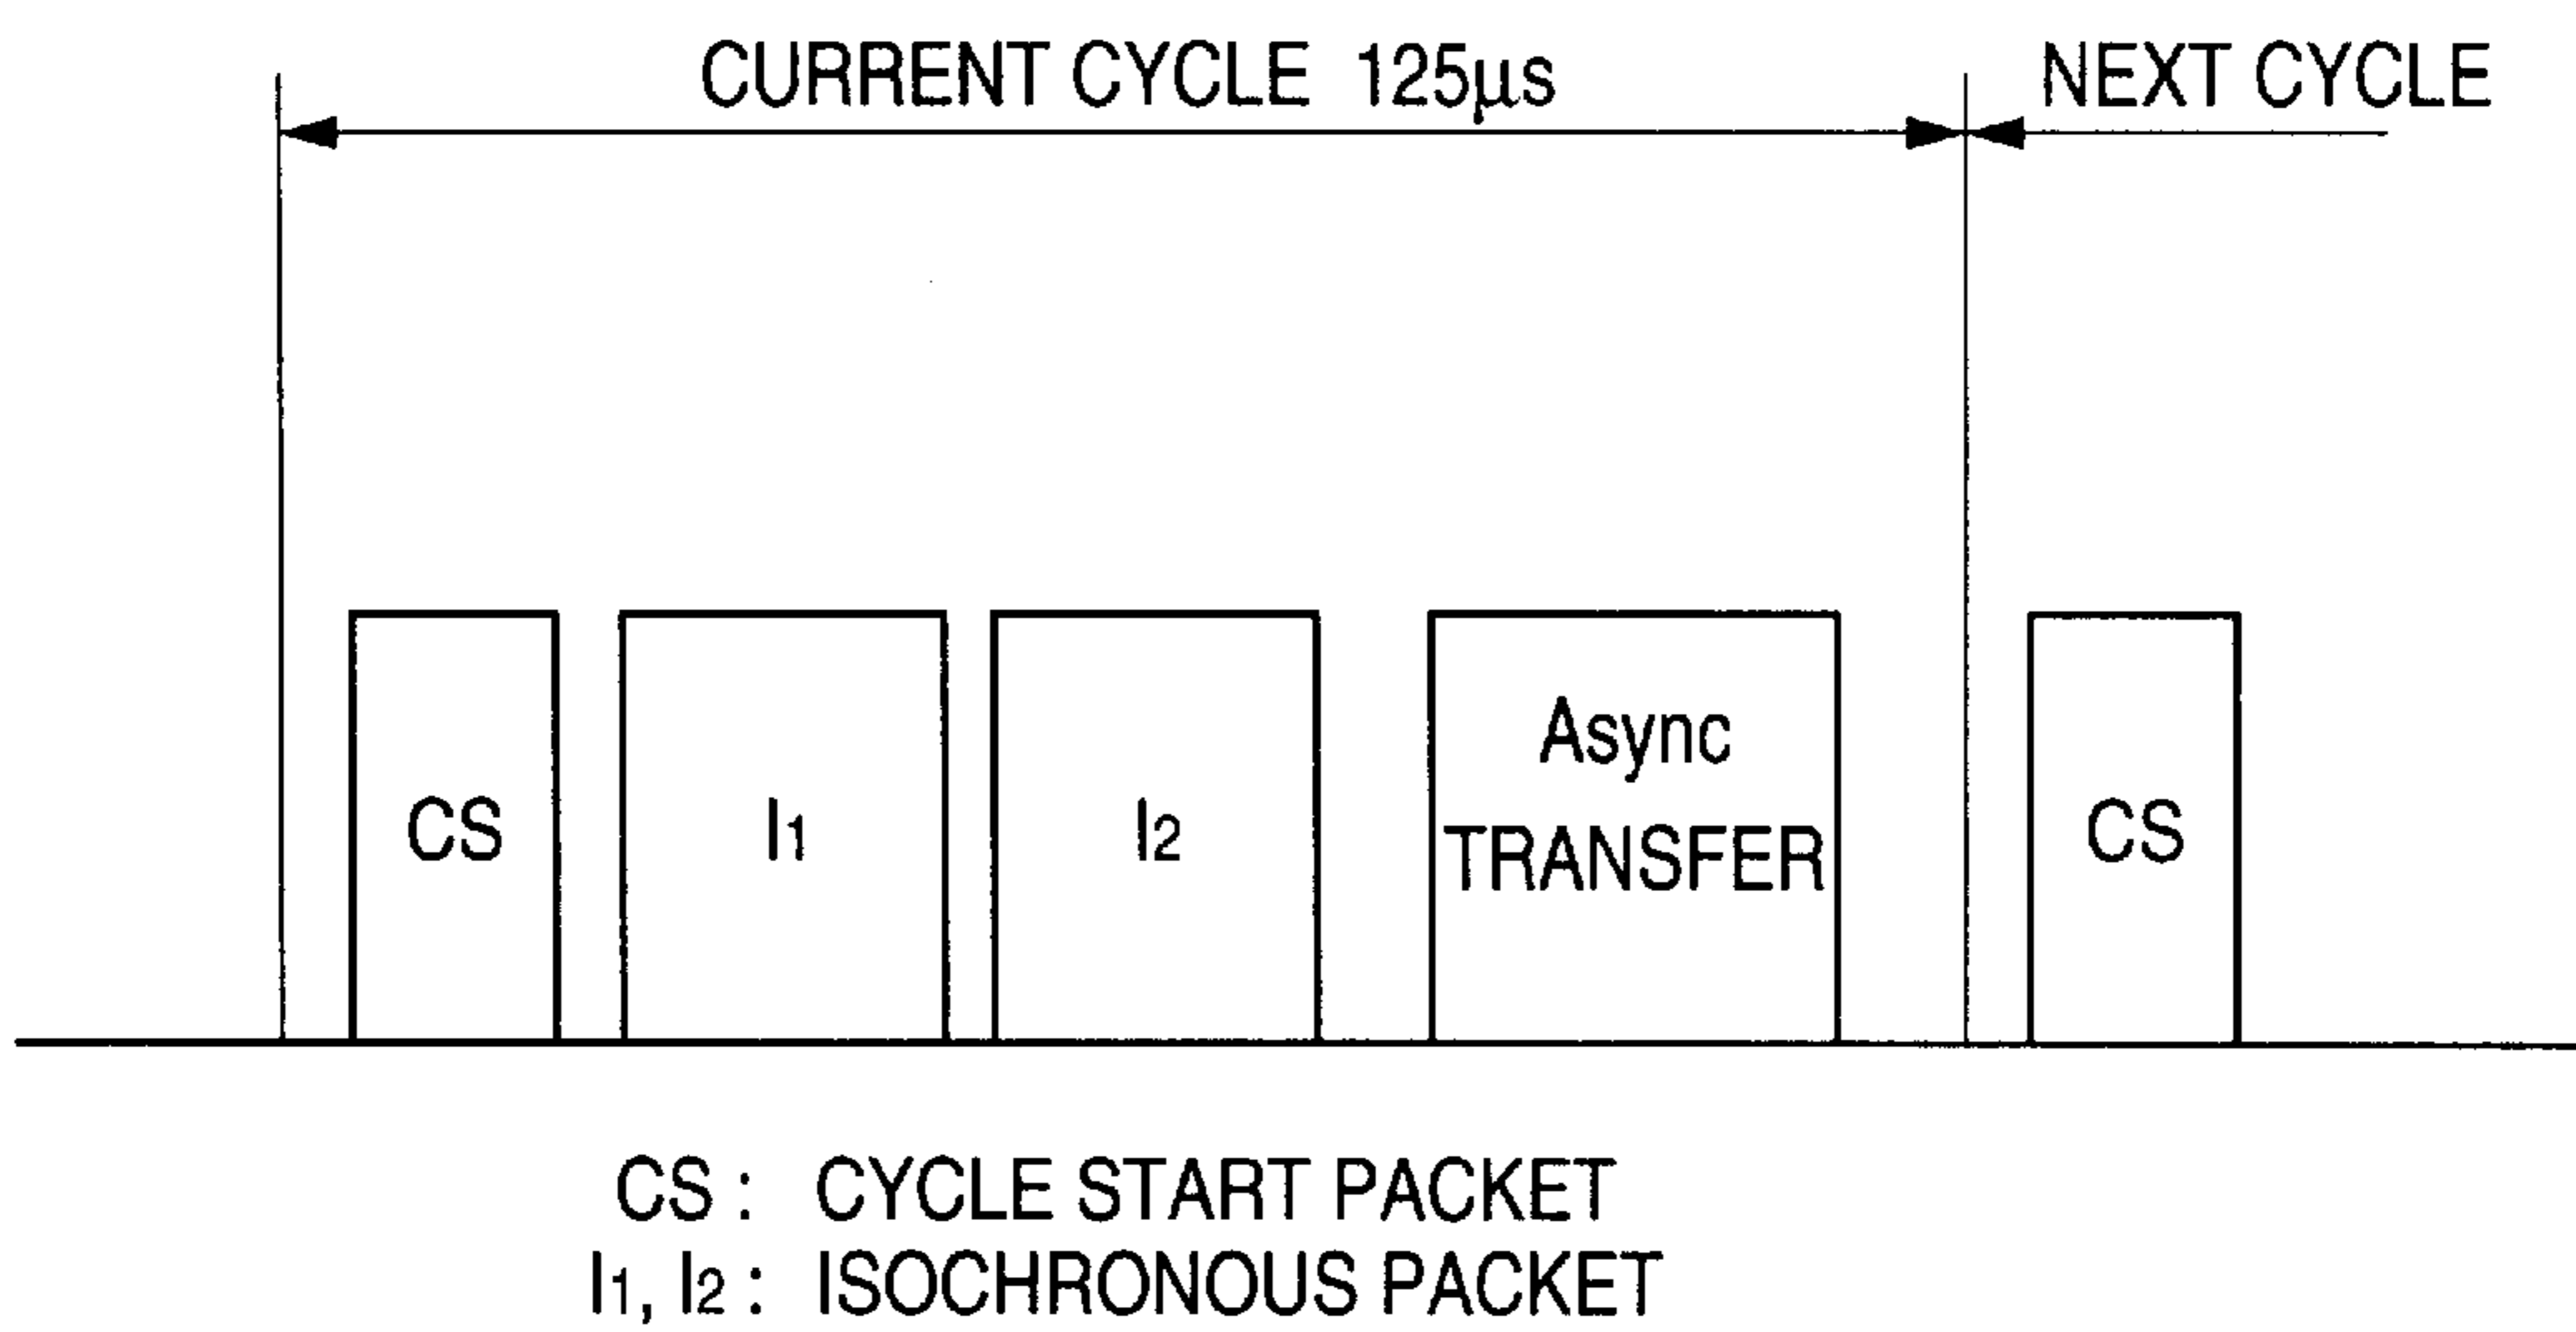 CURRENT CYCLE 125μs
NEXT CYCLE
CS
I1
I2
Async
TRANSFER
CS
CS : CYCLE START PACKET
I1, I2 : ISOCHRONOUS PACKET